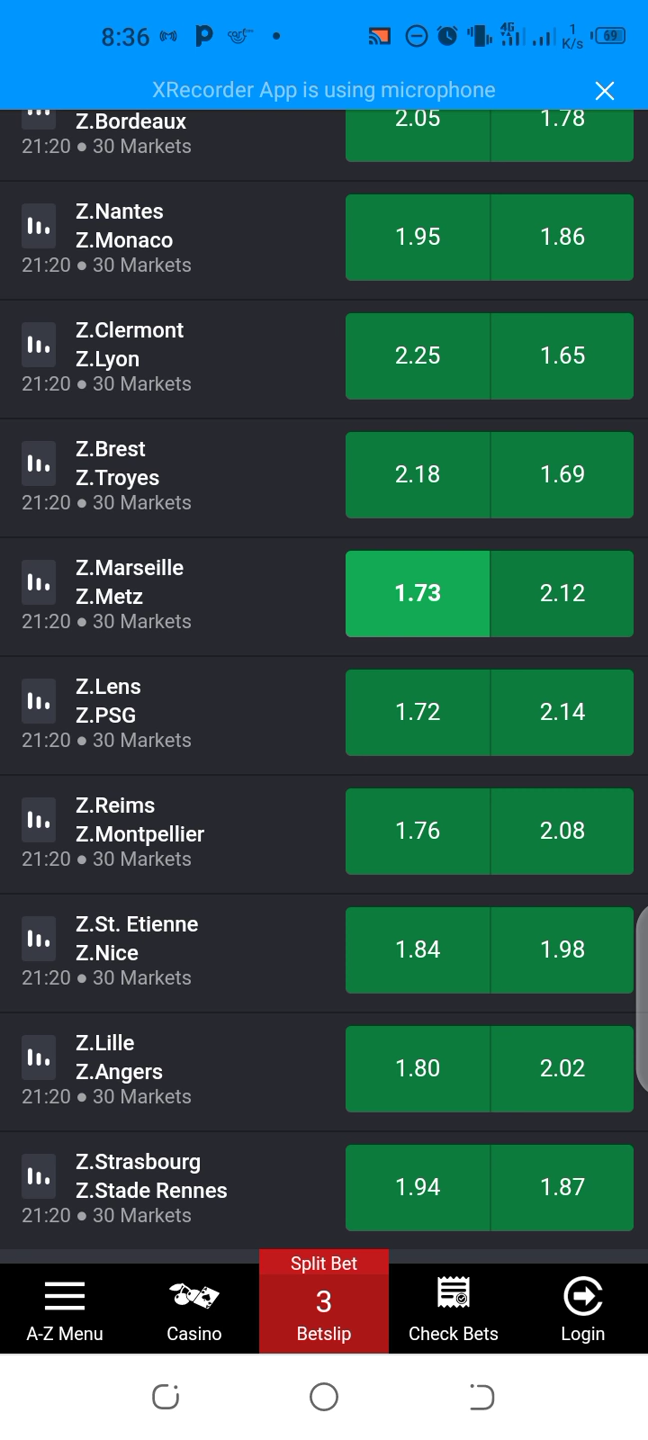 8:36
4G
1
K/s
69
XRecorder App is using microphone
Z.Bordeaux
2.05 1.78
21:20 ● 30 Markets
Z.Nantes
Z.Monaco
1.95 1.86
21:20 ● 30 Markets
Z.Clermont
Z.Lyon
2.25 1.65
21:20 ● 30 Markets
Z.Brest
Z.Troyes
2.18 1.69
21:20 ● 30 Markets
Z.Marseille
Z.Metz
1.73 2.12
21:20 ● 30 Markets
Z.Lens
Z.PSG
1.72 2.14
21:20 ● 30 Markets
Z.Reims
Z.Montpellier
1.76 2.08
21:20 ● 30 Markets
Z.St. Etienne
Z.Nice
1.84 1.98
21:20 ● 30 Markets
Z.Lille
Z.Angers
1.80 2.02
21:20 ● 30 Markets
Z.Strasbourg
Z.Stade Rennes
1.94 1.87
21:20 ● 30 Markets
Split Bet
3
A-Z Menu Casino Betslip Check Bets Login